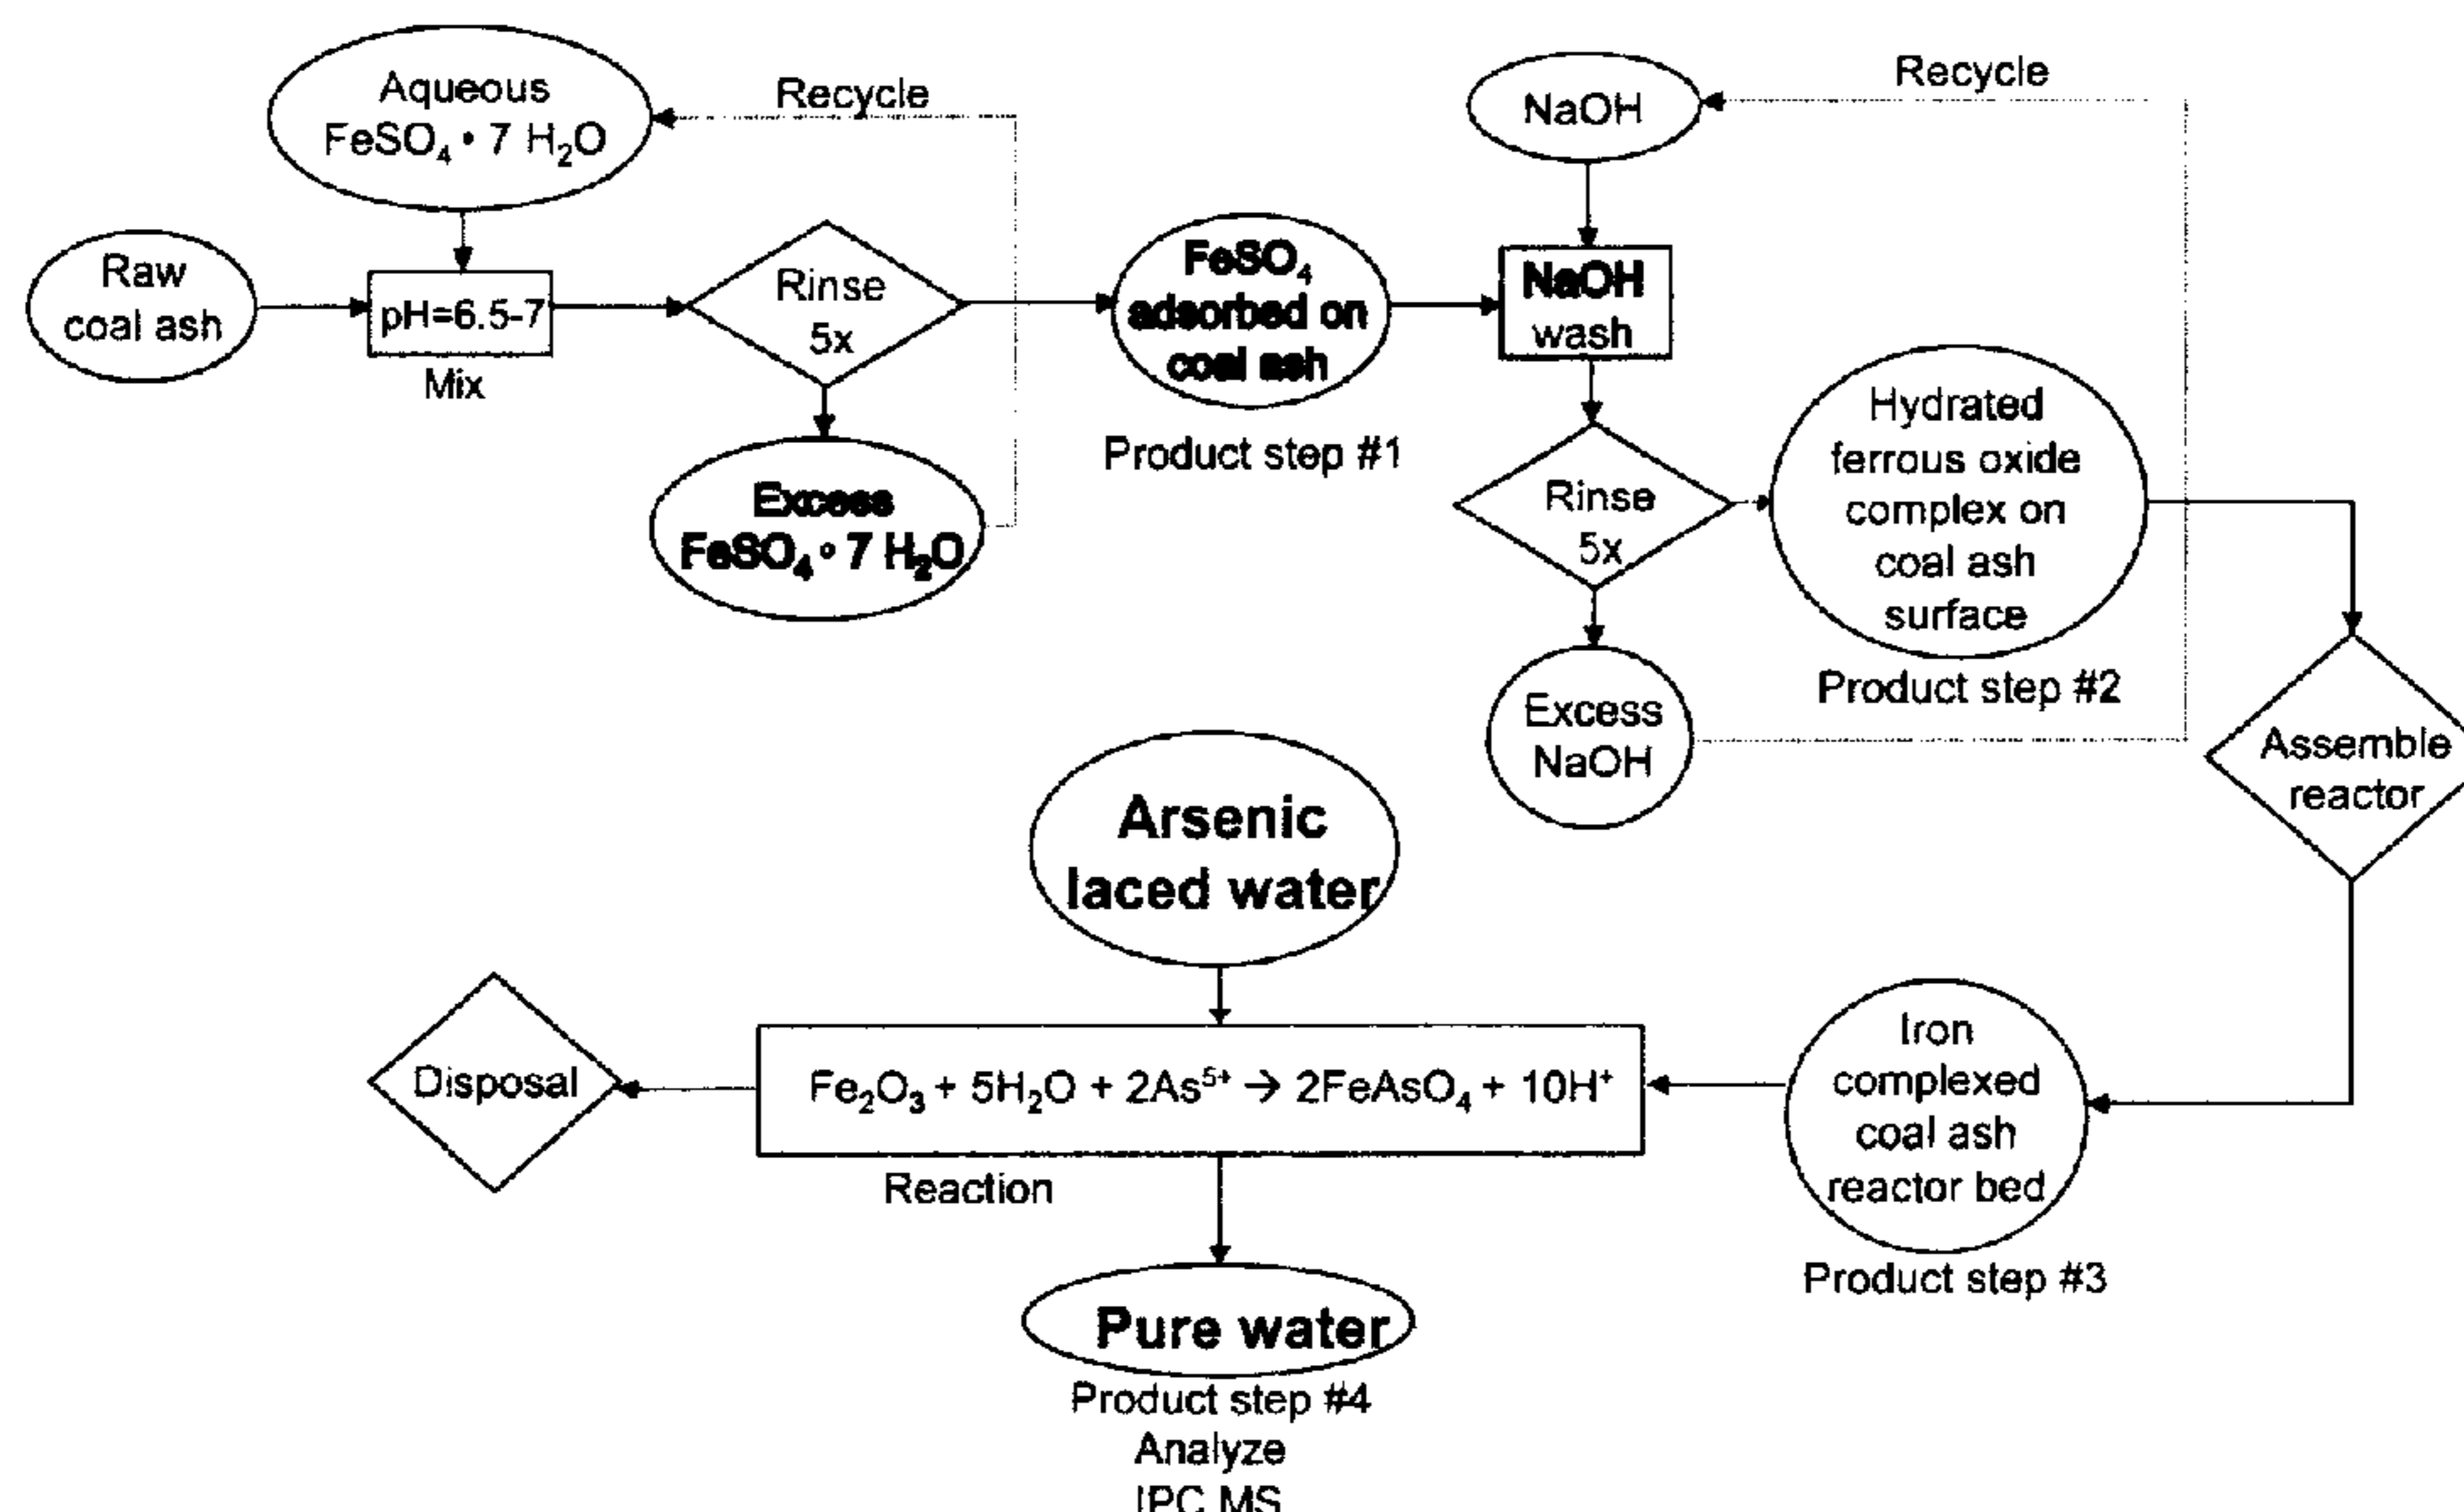 Aqueous
FeSO₄ • 7 H₂O
Recycle
Raw
coal ash
pH=6.5-7
Mix
Rinse
5x
Excess
FeSO₄ • 7 H₂O
FeSO₄
adsorbed on
coal ash
Product step #1
NaOH
Recycle
NaOH
wash
Rinse
5x
Excess
NaOH
Hydrated
ferrous oxide
complex on
coal ash
surface
Product step #2
Assemble
reactor
Iron
complexed
coal ash
reactor bed
Product step #3
Arsenic
laced water
Fe₂O₃ + 5H₂O + 2As⁵⁺ → 2FeAsO₄ + 10H⁺
Reaction
Disposal
Pure water
Product step #4
Analyze
IPC MS